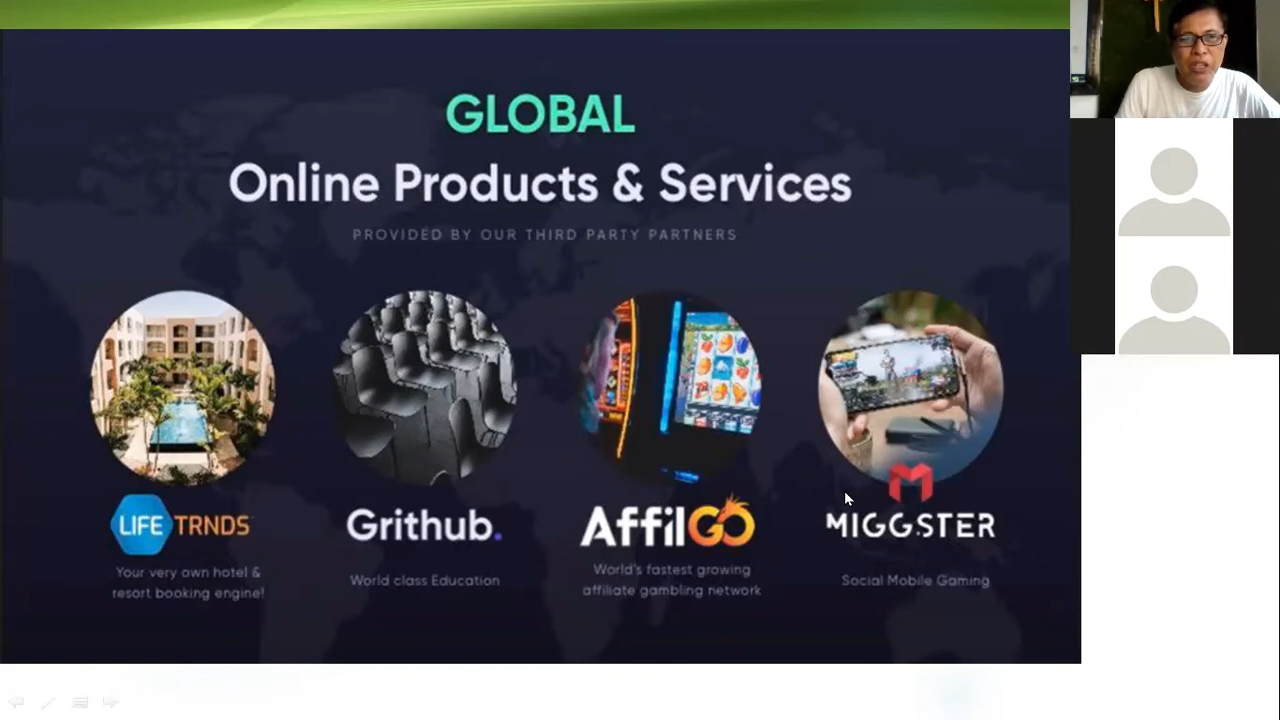 GLOBAL
Online Products & Services
PROVIDED BY OUR THIRD PARTY PARTNERS
LIFE TRNDS
Your very own hotel &
resort booking engine!
Grithub.
World class Education
AffilGO
World's fastest growing
affiliate gambling network
MIGGSTER
Social Mobile Gaming